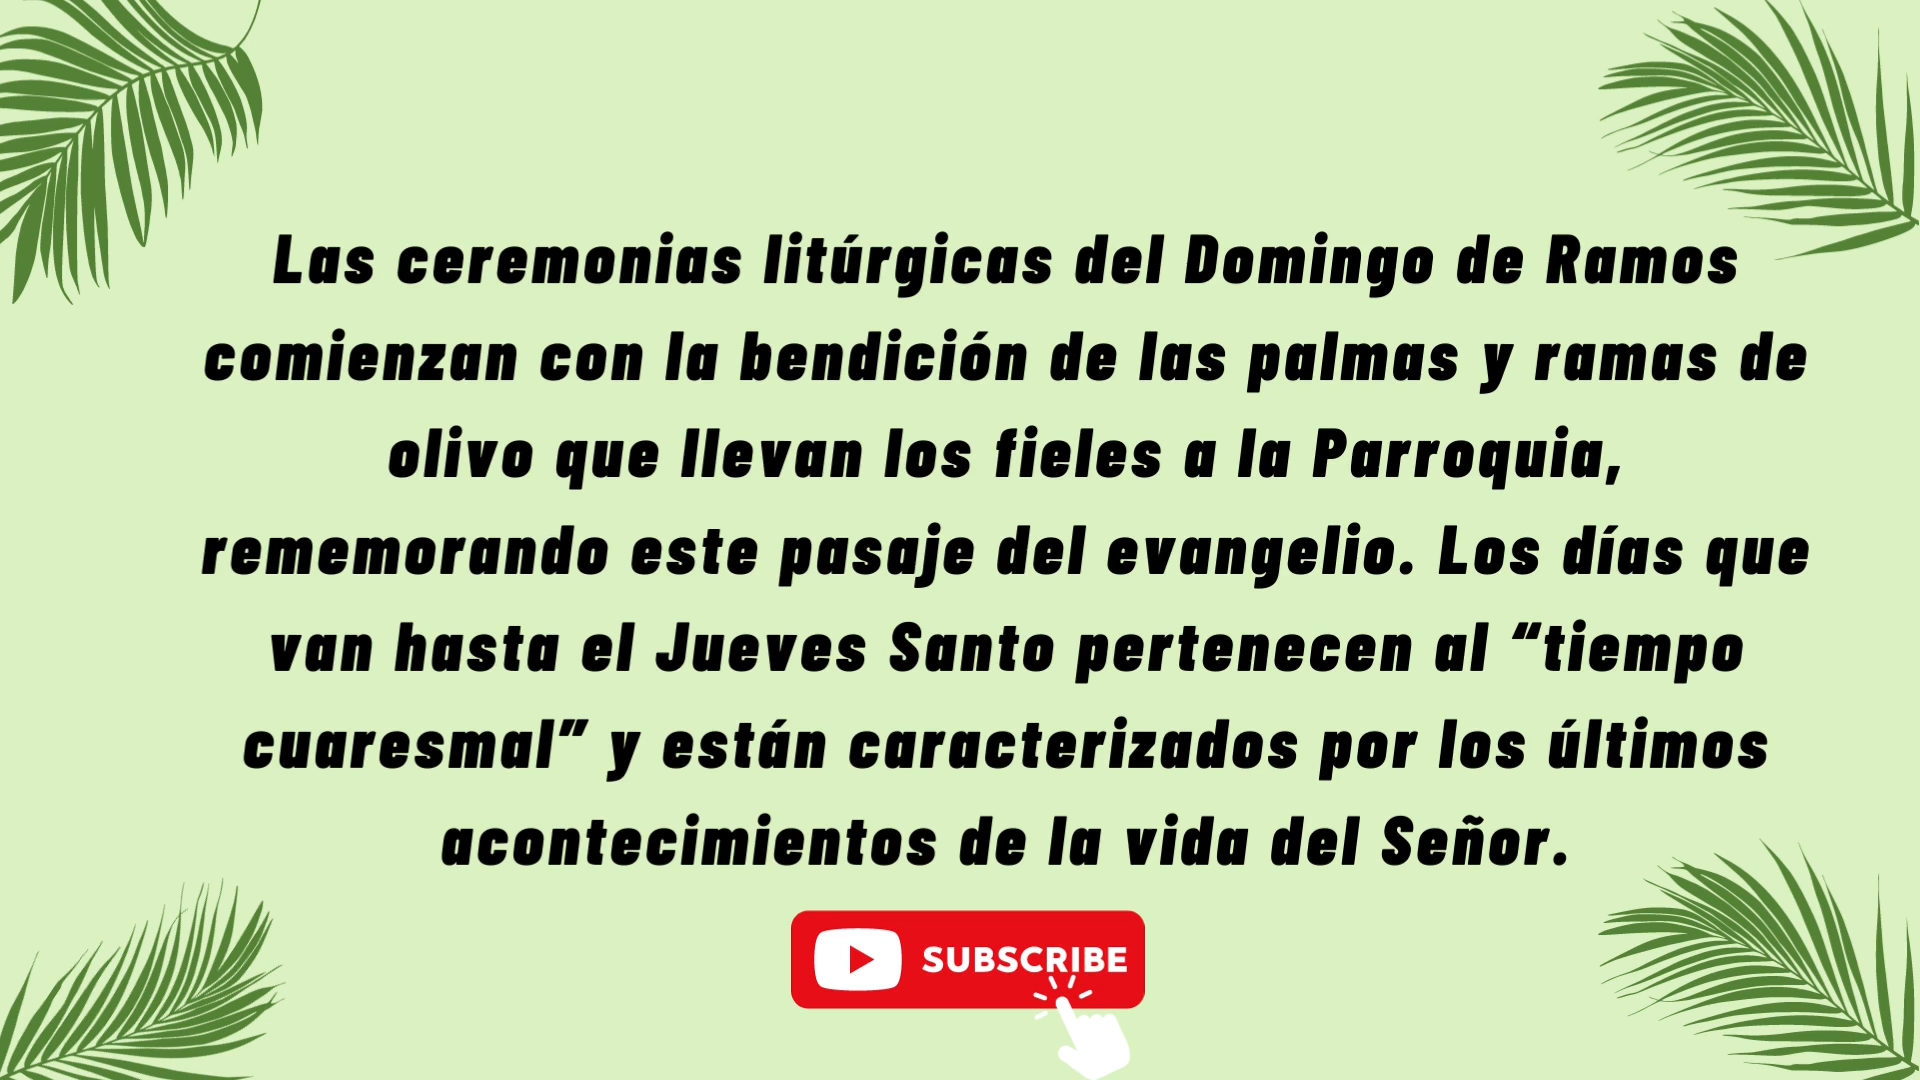 Las ceremonias litúrgicas del Domingo de Ramos
comienzan con la bendición de las palmas y ramas de
olivo que llevan los fieles a la Parroquia,
rememorando este pasaje del evangelio. Los días que
van hasta el Jueves Santo pertenecen al “tiempo
cuaresmal” y están caracterizados por los últimos
acontecimientos de la vida del Señor.
SUBSCRIBE